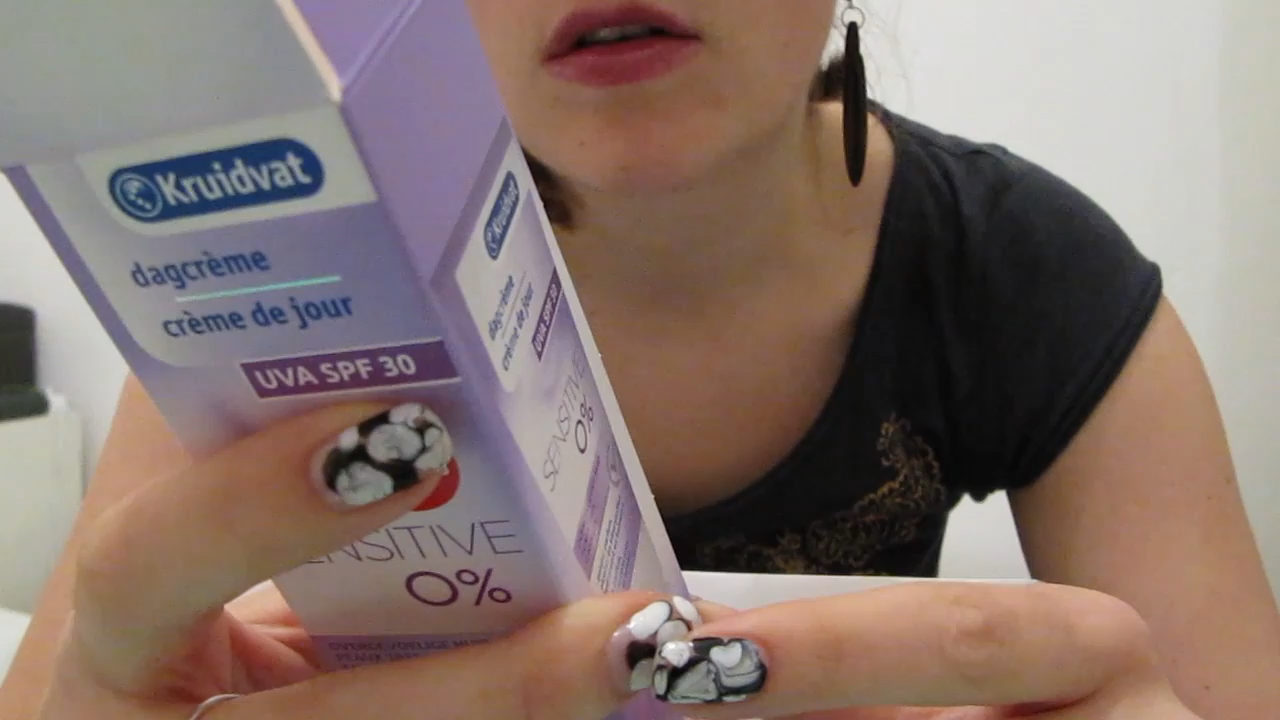 Kruidvat
dagcrème
crème de jour
UVA SPF 30
SENSITIVE
0%
Kruidvat
dagcrème
crème de jour
UVA SPF 30
SENSITIVE
0%